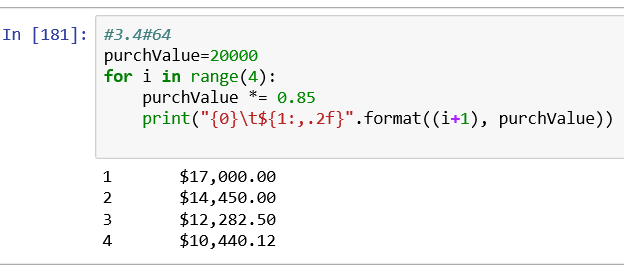 In [181]: #3.4#64
purchValue=20000
for i in range(4):
    purchValue *= 0.85
    print("{0}\t${1:,.2f}".format((i+1), purchValue))
1	$17,000.00
2	$14,450.00
3	$12,282.50
4	$10,440.12